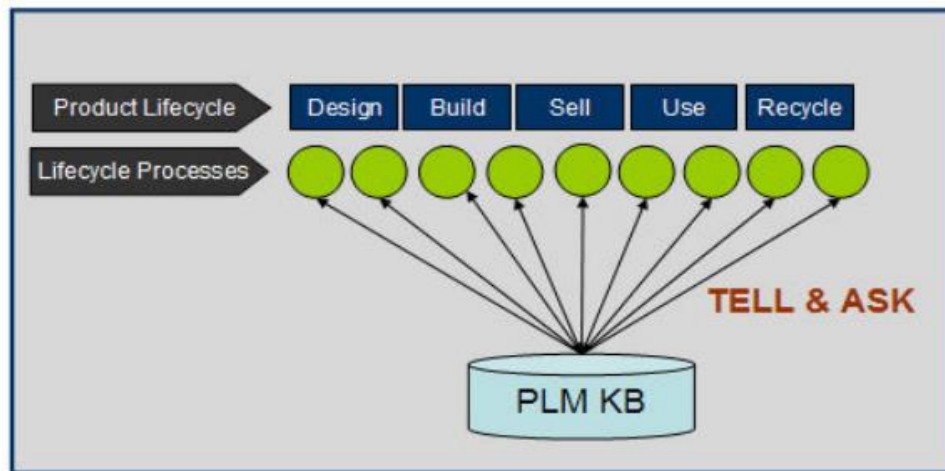 Product Lifecycle
Design
Build
Sell
Use
Recycle
Lifecycle Processes
TELL & ASK
PLM KB